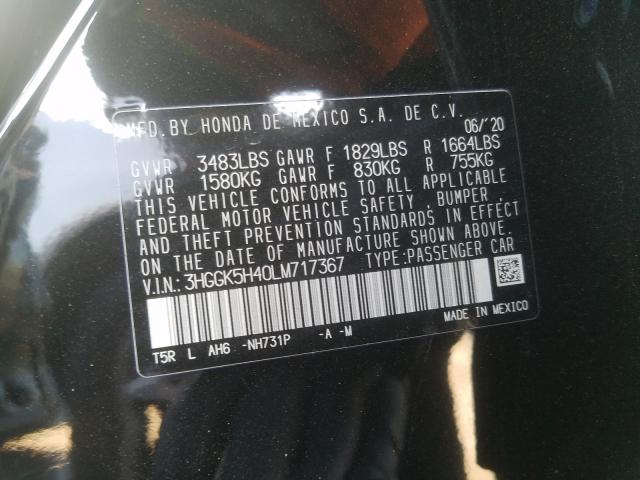 MFD.BY HONDA DE MEXICO S.A. DE C.V. 06/'20
GVWR 3483LBS GAWR F 1829LBS R 1664LBS
GVWR 1580KG GAWR F 830KG R 755KG
THIS VEHICLE CONFORMS TO ALL APPLICABLE
FEDERAL MOTOR VEHICLE SAFETY, BUMPER,
AND THEFT PREVENTION STANDARDS IN EFFECT
ON THE DATE OF MANUFACTURE SHOWN ABOVE.
V.I.N.: 3HGGK5H40LM717367 TYPE:PASSENGER CAR
MADE IN MEXICO
T5R L AH6 -NH731P -A -M